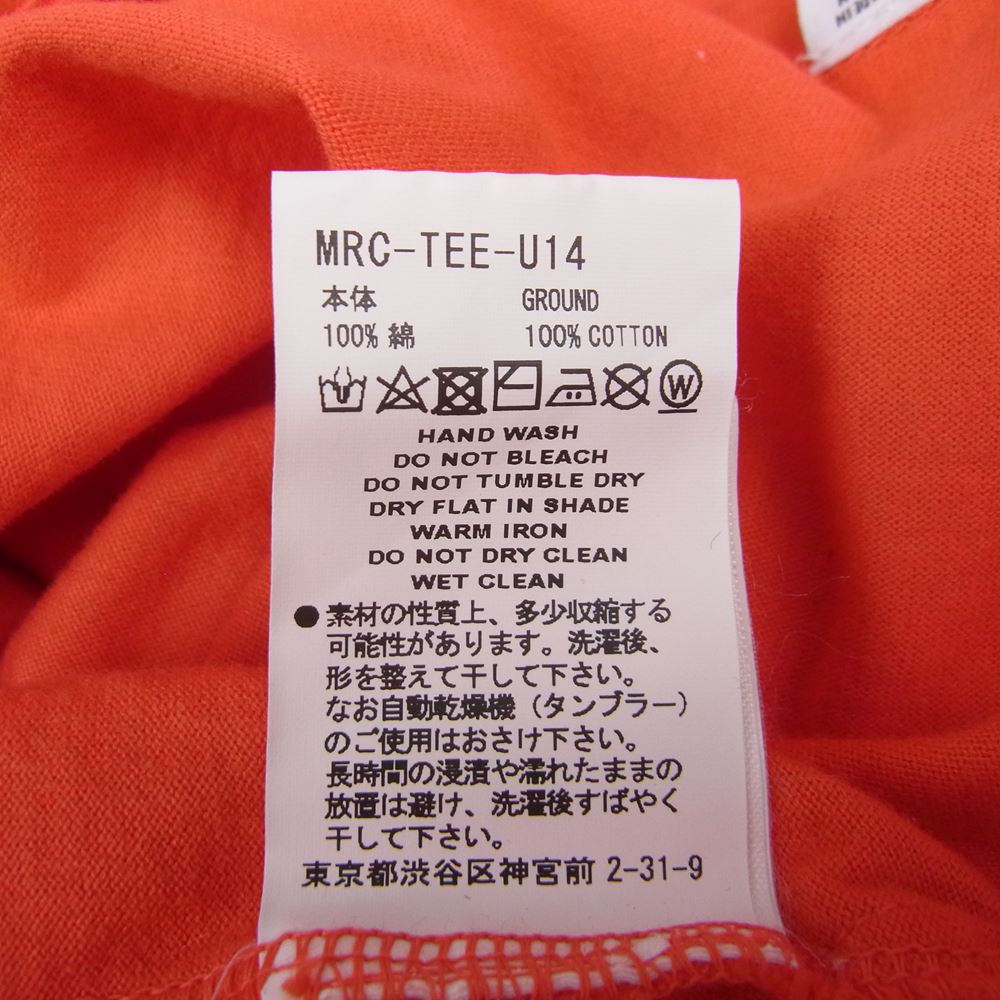 MADE IN
MRC-TEE-U14
本体 GROUND
100% 綿 100% COTTON
W
HAND WASH
DO NOT BLEACH
DO NOT TUMBLE DRY
DRY FLAT IN SHADE
WARM IRON
DO NOT DRY CLEAN
WET CLEAN
●素材の性質上、多少収縮する
可能性があります。洗濯後、
形を整えて干して下さい。
なお自動乾燥機（タンブラー）
のご使用はおさけ下さい。
長時間の浸漬や濡れたままの
放置は避け、洗濯後すばやく
干して下さい。
東京都渋谷区神宮前 2-31-9